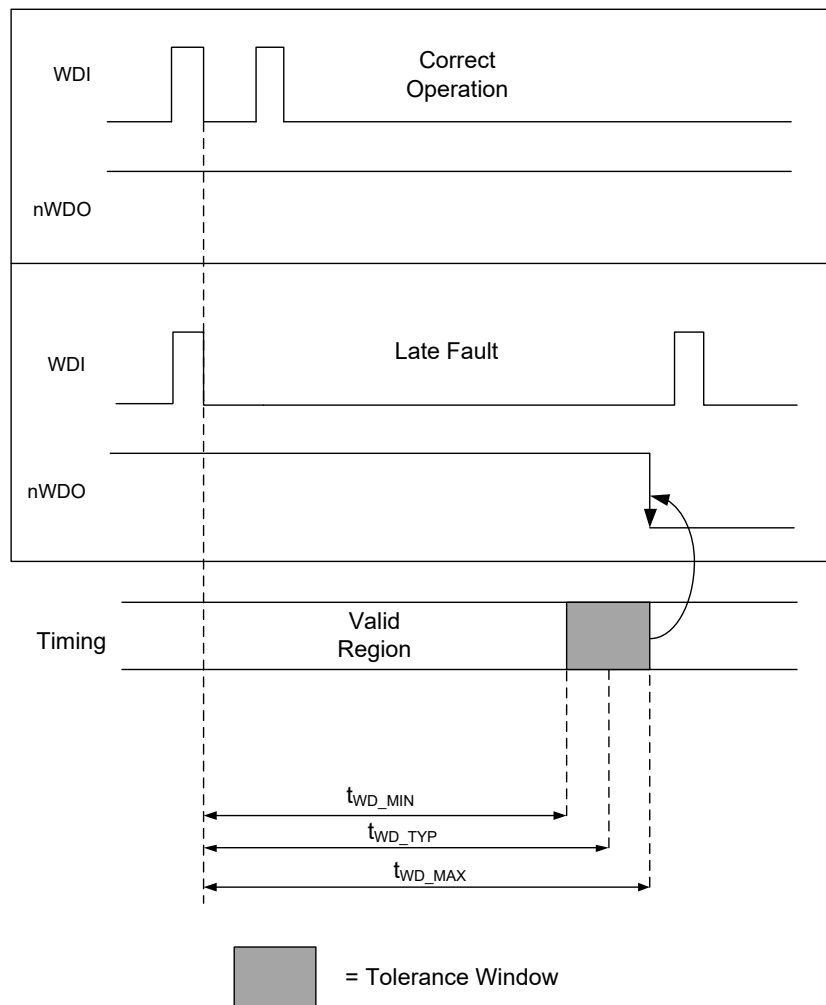 WDI
Correct
Operation
nWDO
WDI
Late Fault
nWDO
Timing
Valid
Region
tWD_MIN
tWD_TYP
tWD_MAX
= Tolerance Window